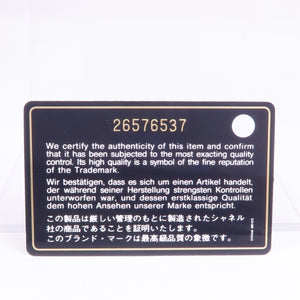 26576537
We certify the authenticity of this item and confirm
that it has been subjected to the most exacting quality
control. Its high quality is a symbol of the fine reputation
of the Trademark.
Wir bestätigen, dass es sich um einen Artikel handelt,
der während seiner Herstellung strengsten Kontrollen
unterworfen war, und dessen erstklassige Qualität
dem hohen Ansehen unserer Marke entspricht.
この製品は厳しい管理のもとに製造されたシャネル
社の商品であることを証明いたします。
このブランド・マークは最高級品質の象徴です。